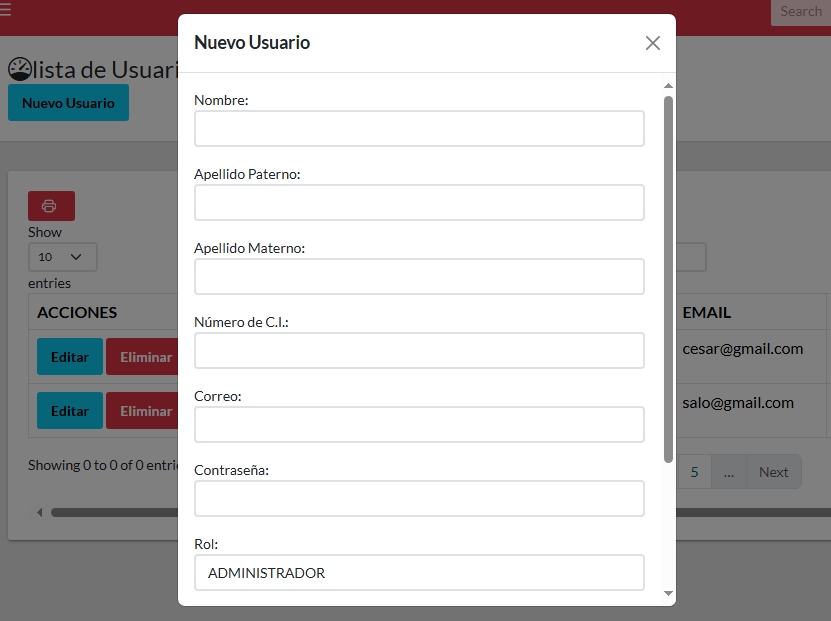 Search
Nuevo Usuario
lista de Usuari
Nuevo Usuario
Nombre:
Apellido Paterno:
Apellido Materno:
Número de C.I.:
Correo:
Contraseña:
Rol:
ADMINISTRADOR
Show
10
entries
ACCIONES
EMAIL
Editar
Eliminar
cesar@gmail.com
Editar
Eliminar
salo@gmail.com
Showing 0 to 0 of 0 entri
5
...
Next